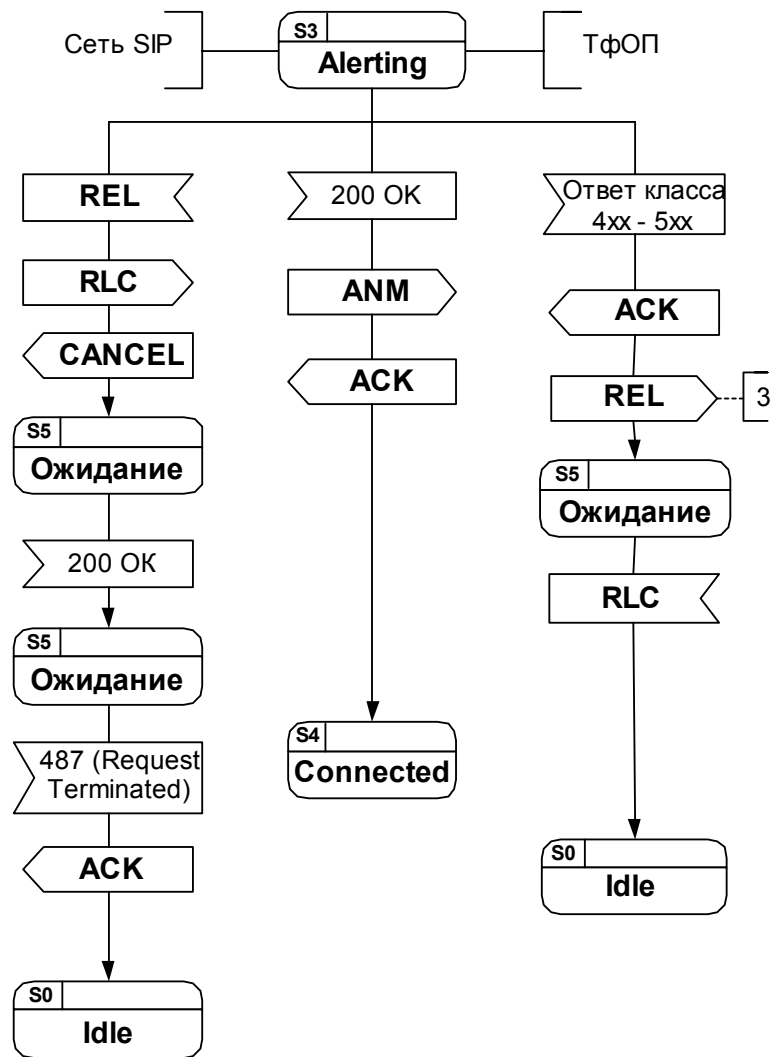 Сеть SIP
S3
Alerting
ТфОП
REL
RLC
CANCEL
S5
Ожидание
200 OK
S5
Ожидание
487 (Request
Terminated)
ACK
S0
Idle
200 OK
ANM
ACK
S4
Connected
Ответ класса
4xx - 5xx
ACK
REL
3
S5
Ожидание
RLC
S0
Idle